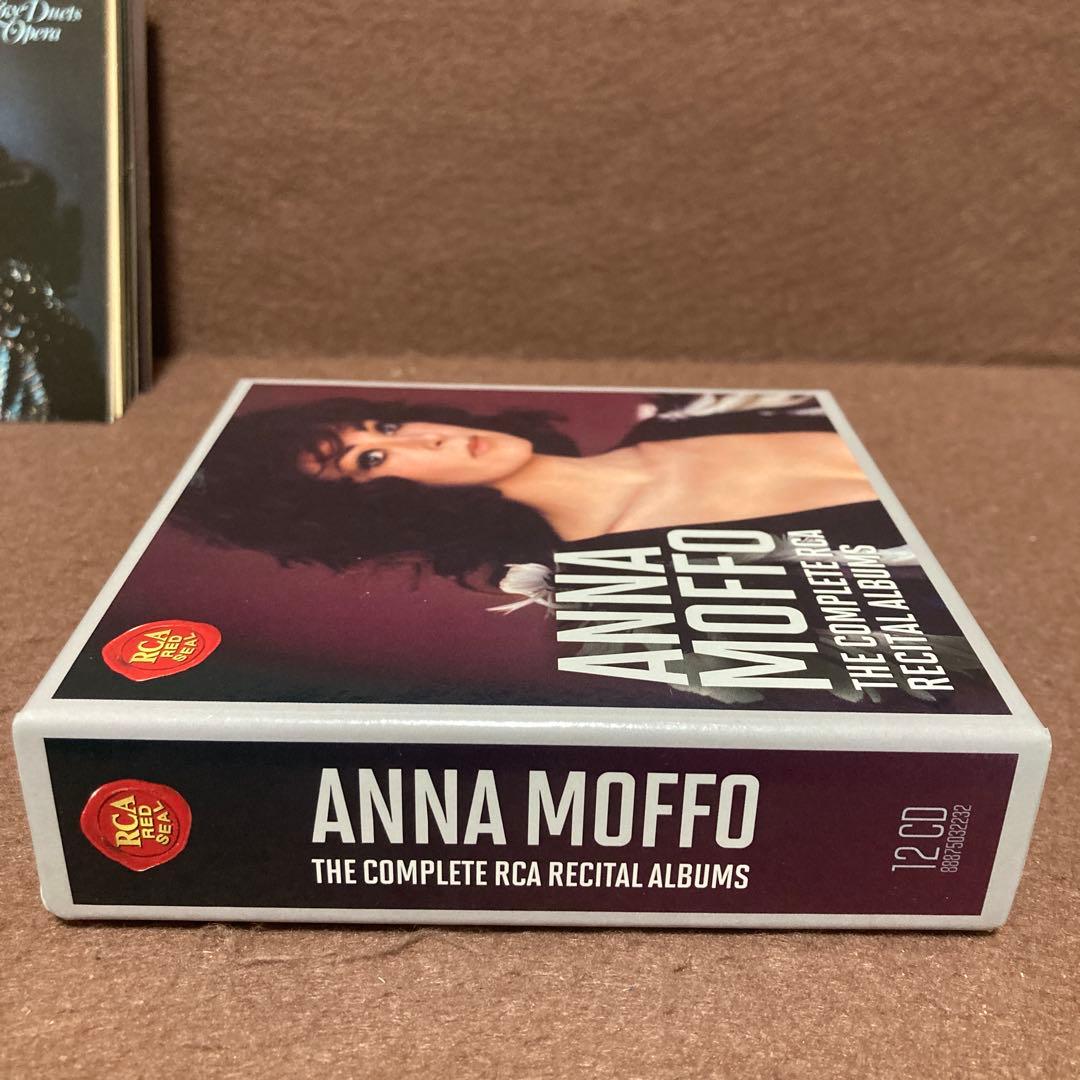 Duets
Opera
ANNA
MOFFO
THE COMPLETE RCA
RECITAL ALBUMS
RCA
RED
SEAL
RCA
RED
SEAL
ANNA MOFFO
THE COMPLETE RCA RECITAL ALBUMS
12 CD
88875032232